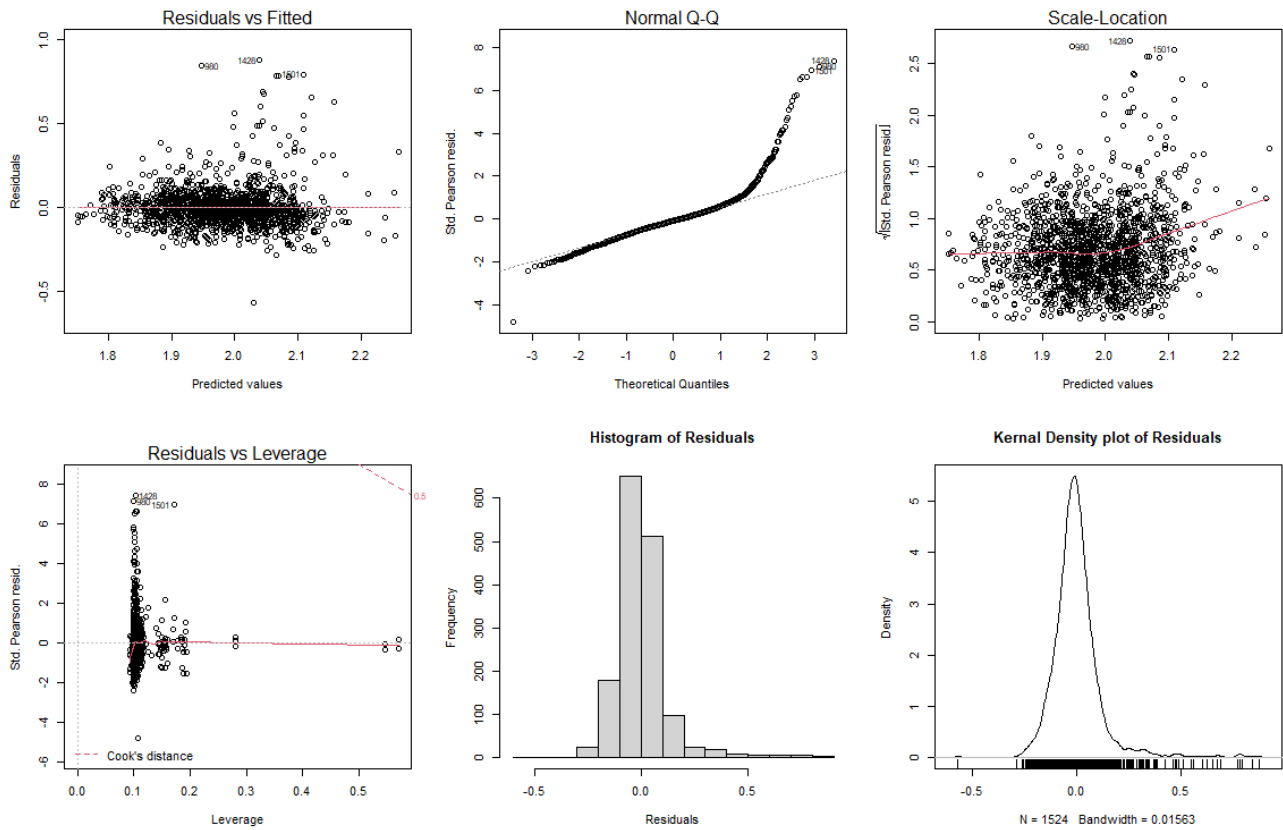 Residuals vs Fitted
Residuals
1.0
0.5
0.0
-0.5
980
1428
1501
1.8 1.9 2.0 2.1 2.2
Predicted values
Normal Q-Q
Std. Pearson resid.
8
6
4
2
0
-2
-4
1428
1501
-3 -2 -1 0 1 2 3
Theoretical Quantiles
Scale-Location
√|Std. Pearson resid.|
2.5
2.0
1.5
1.0
0.5
0.0
980
1428
1501
1.8 1.9 2.0 2.1 2.2
Predicted values
Residuals vs Leverage
Std. Pearson resid.
8
6
4
2
0
-2
-4
-6
1428
980
1501
0.5
Cook's distance
0.0 0.1 0.2 0.3 0.4 0.5
Leverage
Histogram of Residuals
Frequency
600
500
400
300
200
100
0
-0.5 0.0 0.5
Residuals
Kernal Density plot of Residuals
Density
5
4
3
2
1
0
-0.5 0.0 0.5
N = 1524 Bandwidth = 0.01563